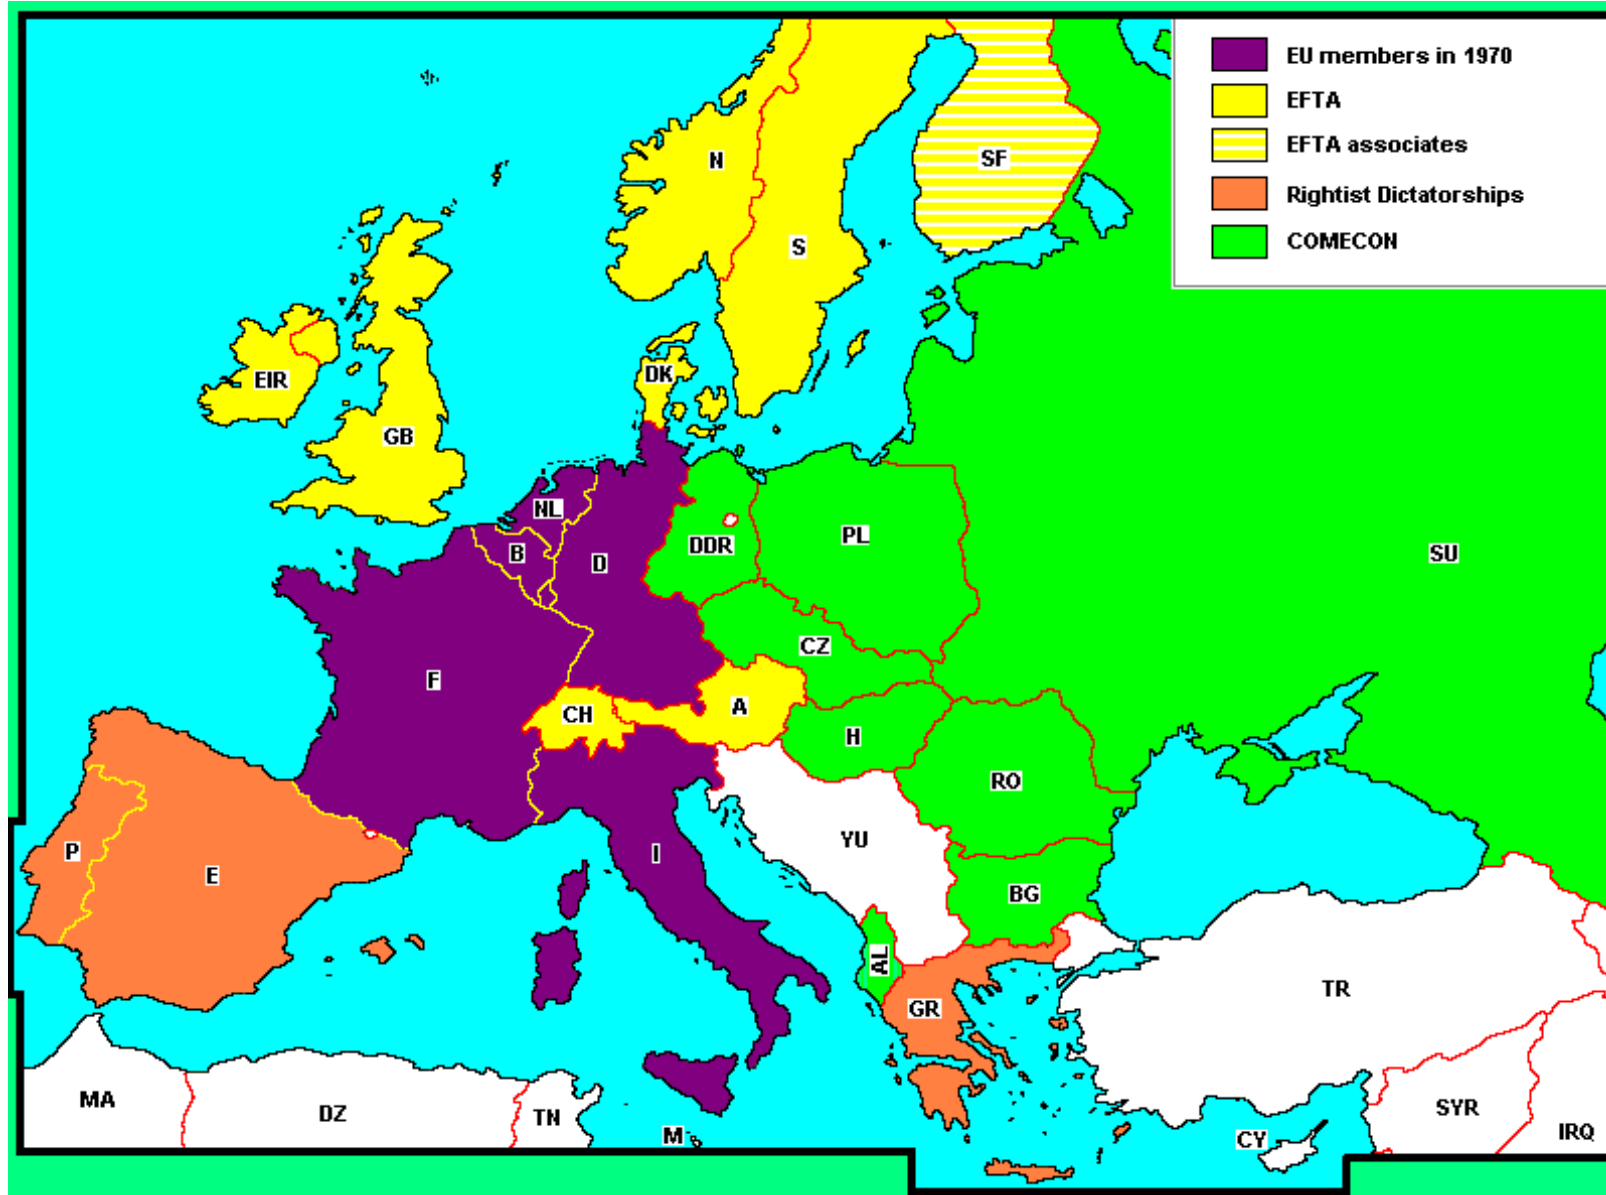 EU members in 1970
EFTA
EFTA associates
Rightist Dictatorships
COMECON
N
SF
S
EIR
DK
GB
NL
B
D
DDR
PL
SU
CZ
F
CH
A
H
RO
YU
P
E
I
BG
AL
GR
TR
MA
DZ
TN
M
CY
SYR
IRQ